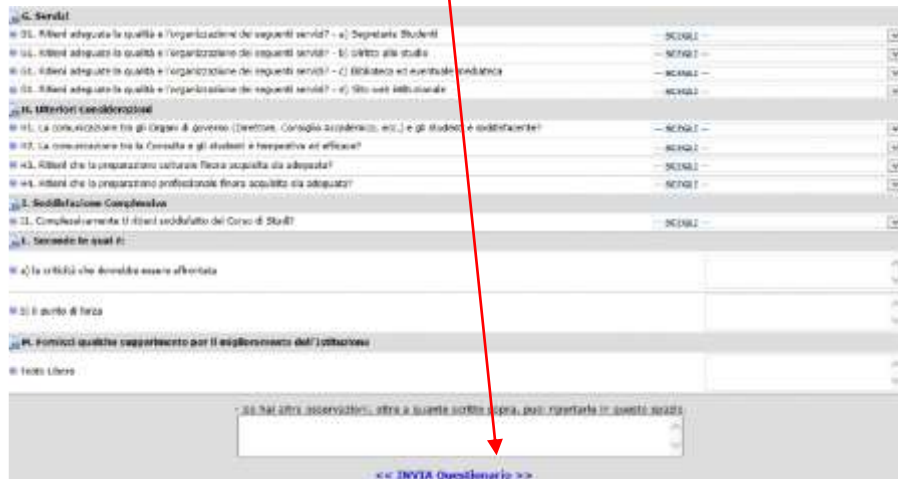 G. Servizi
G1. Ritieni adeguate la qualità e l'organizzazione dei seguenti servizi? - a) Segreteria Studenti -- SCEGLI --
G1. Ritieni adeguate la qualità e l'organizzazione dei seguenti servizi? - b) Diritto allo studio -- SCEGLI --
G1. Ritieni adeguate la qualità e l'organizzazione dei seguenti servizi? - c) Biblioteca ed eventuale mediateca -- SCEGLI --
G1. Ritieni adeguate la qualità e l'organizzazione dei seguenti servizi? - d) Sito web istituzionale -- SCEGLI --
H. Ulteriori Considerazioni
H1. La comunicazione tra gli Organi di governo (Direttore, Consiglio Accademico, ecc.) e gli studenti è soddisfacente? -- SCEGLI --
H2. La comunicazione tra la Consulta e gli studenti è tempestiva ed efficace? -- SCEGLI --
H3. Ritieni che la preparazione culturale finora acquisita sia adeguata? -- SCEGLI --
H4. Ritieni che la preparazione professionale finora acquisita sia adeguata? -- SCEGLI --
I. Soddisfazione Complessiva
I1. Complessivamente ti ritieni soddisfatto del Corso di Studi? -- SCEGLI --
L. Secondo te qual è:
a) la criticità che dovrebbe essere affrontata
b) il punto di forza
M. Fornisci qualche suggerimento per il miglioramento dell'Istituzione
Testo Libero
- Se hai altre osservazioni, oltre a quante scritte sopra, puoi riportarle in questo spazio
<< INVIA Questionario >>